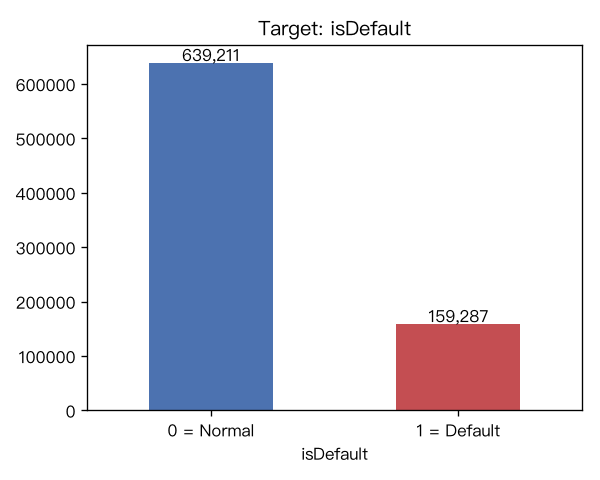 Target: isDefault
639,211
600000
500000
400000
300000
200000
159,287
100000
0
0 = Normal
1 = Default
isDefault